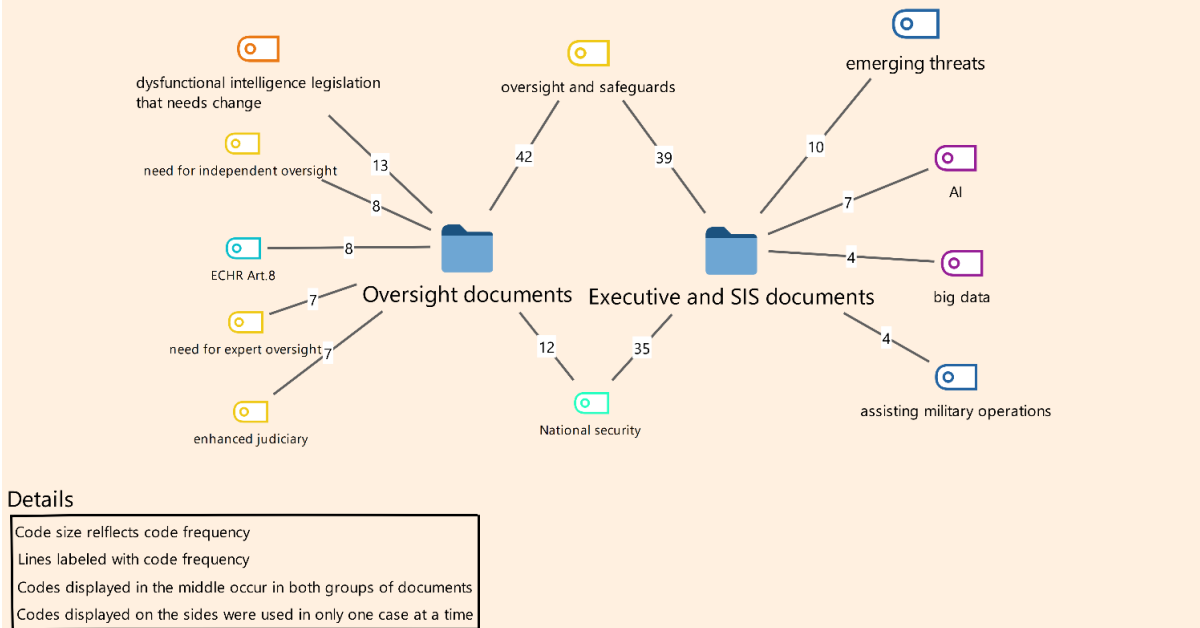 emerging threats
dysfunctional intelligence legislation
that needs change
oversight and safeguards
10
42
39
13
need for independent oversight
AI
7
8
8
ECHR Art.8
4
big data
Oversight documents
Executive and SIS documents
7
need for expert oversight
7
12
35
4
National security
assisting military operations
enhanced judiciary
Details
Code size relflects code frequency
Lines labeled with code frequency
Codes displayed in the middle occur in both groups of documents
Codes displayed on the sides were used in only one case at a time